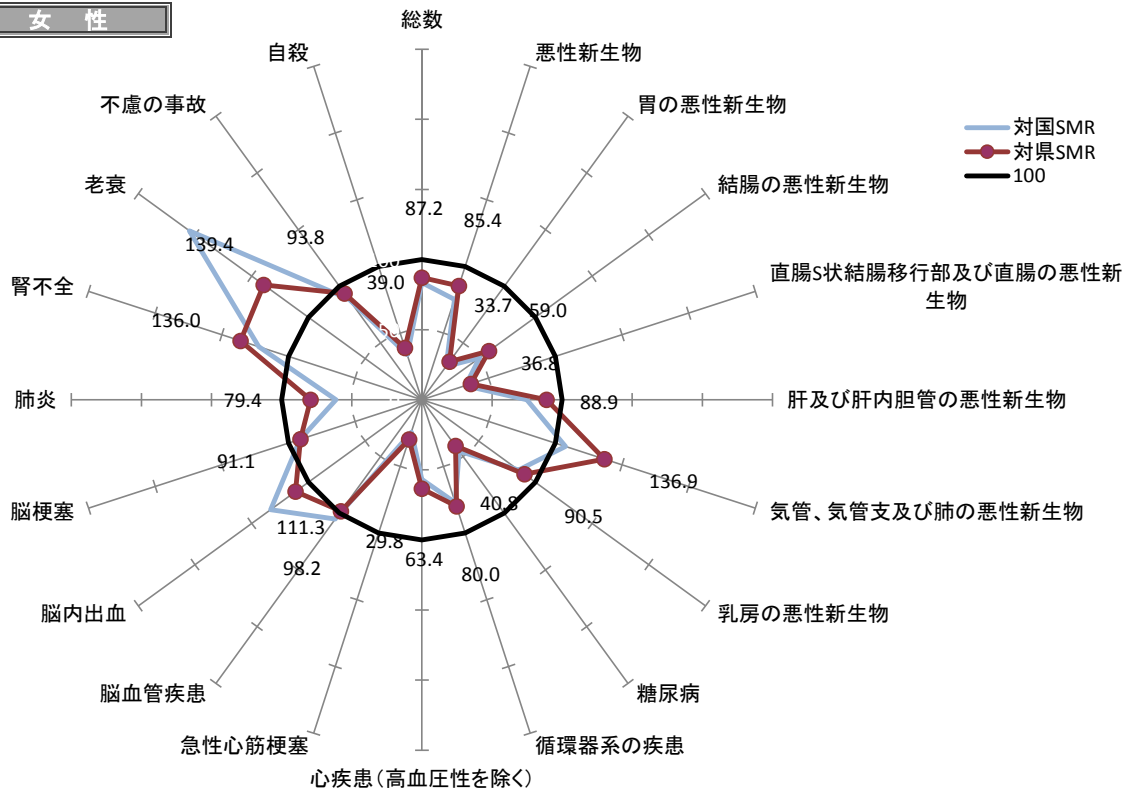 女 性
総数
自殺
悪性新生物
不慮の事故
胃の悪性新生物
対国SMR
対県SMR
100
老衰
結腸の悪性新生物
87.2
85.4
139.4
93.8
39.0
33.7
59.0
直腸S状結腸移行部及び直腸の悪性新
生物
腎不全
136.0
36.8
肺炎
79.4
88.9
肝及び肝内胆管の悪性新生物
91.1
136.9
脳梗塞
気管、気管支及び肺の悪性新生物
111.3
40.8
90.5
98.2
29.8
63.4
80.0
脳内出血
乳房の悪性新生物
脳血管疾患
糖尿病
急性心筋梗塞
循環器系の疾患
心疾患(高血圧性を除く)